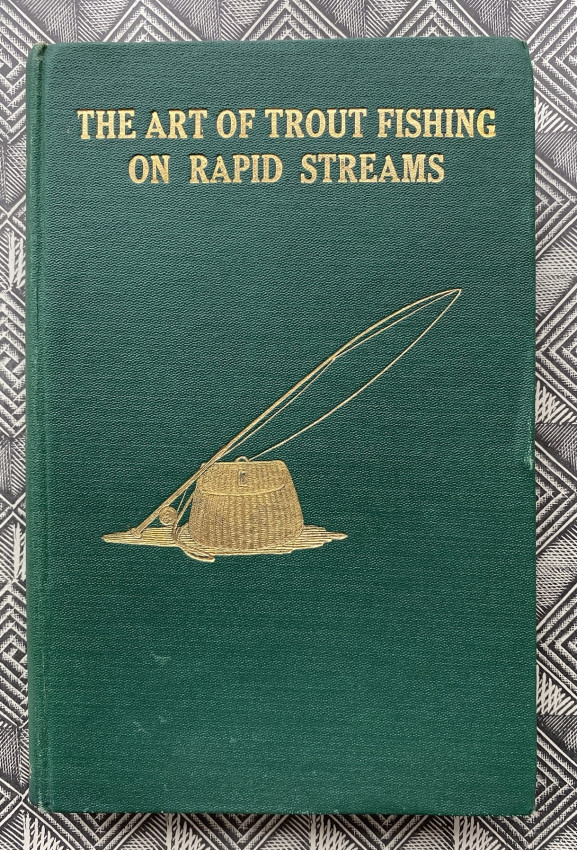 THE ART OF TROUT FISHING
ON RAPID STREAMS